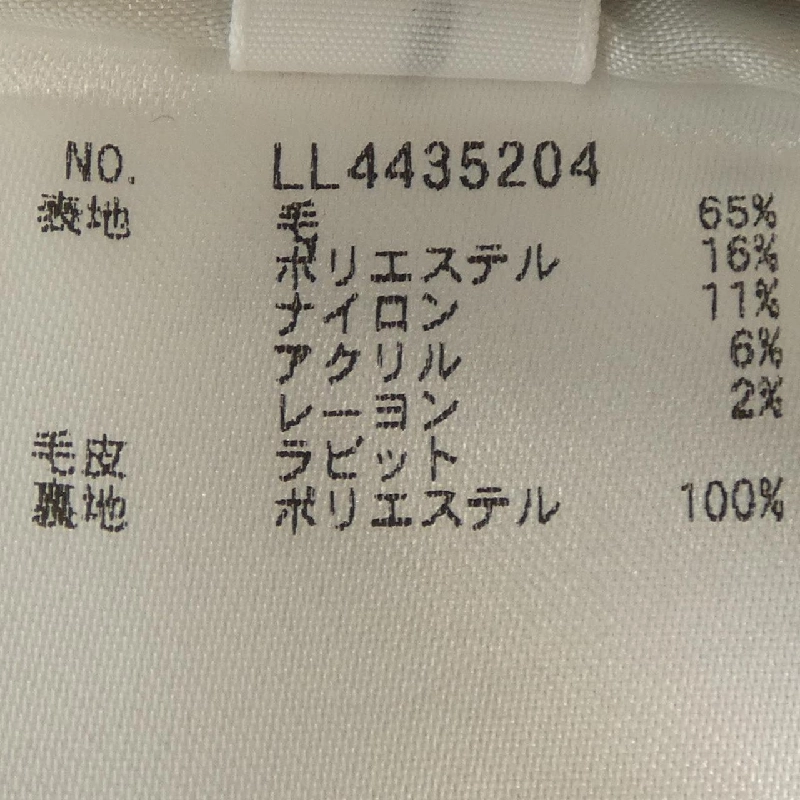 NO. LL4435204
表地 毛 65%
ポリエステル 16%
ナイロン 11%
アクリル 6%
レーヨン 2%
毛皮 ラビット
裏地 ポリエステル 100%